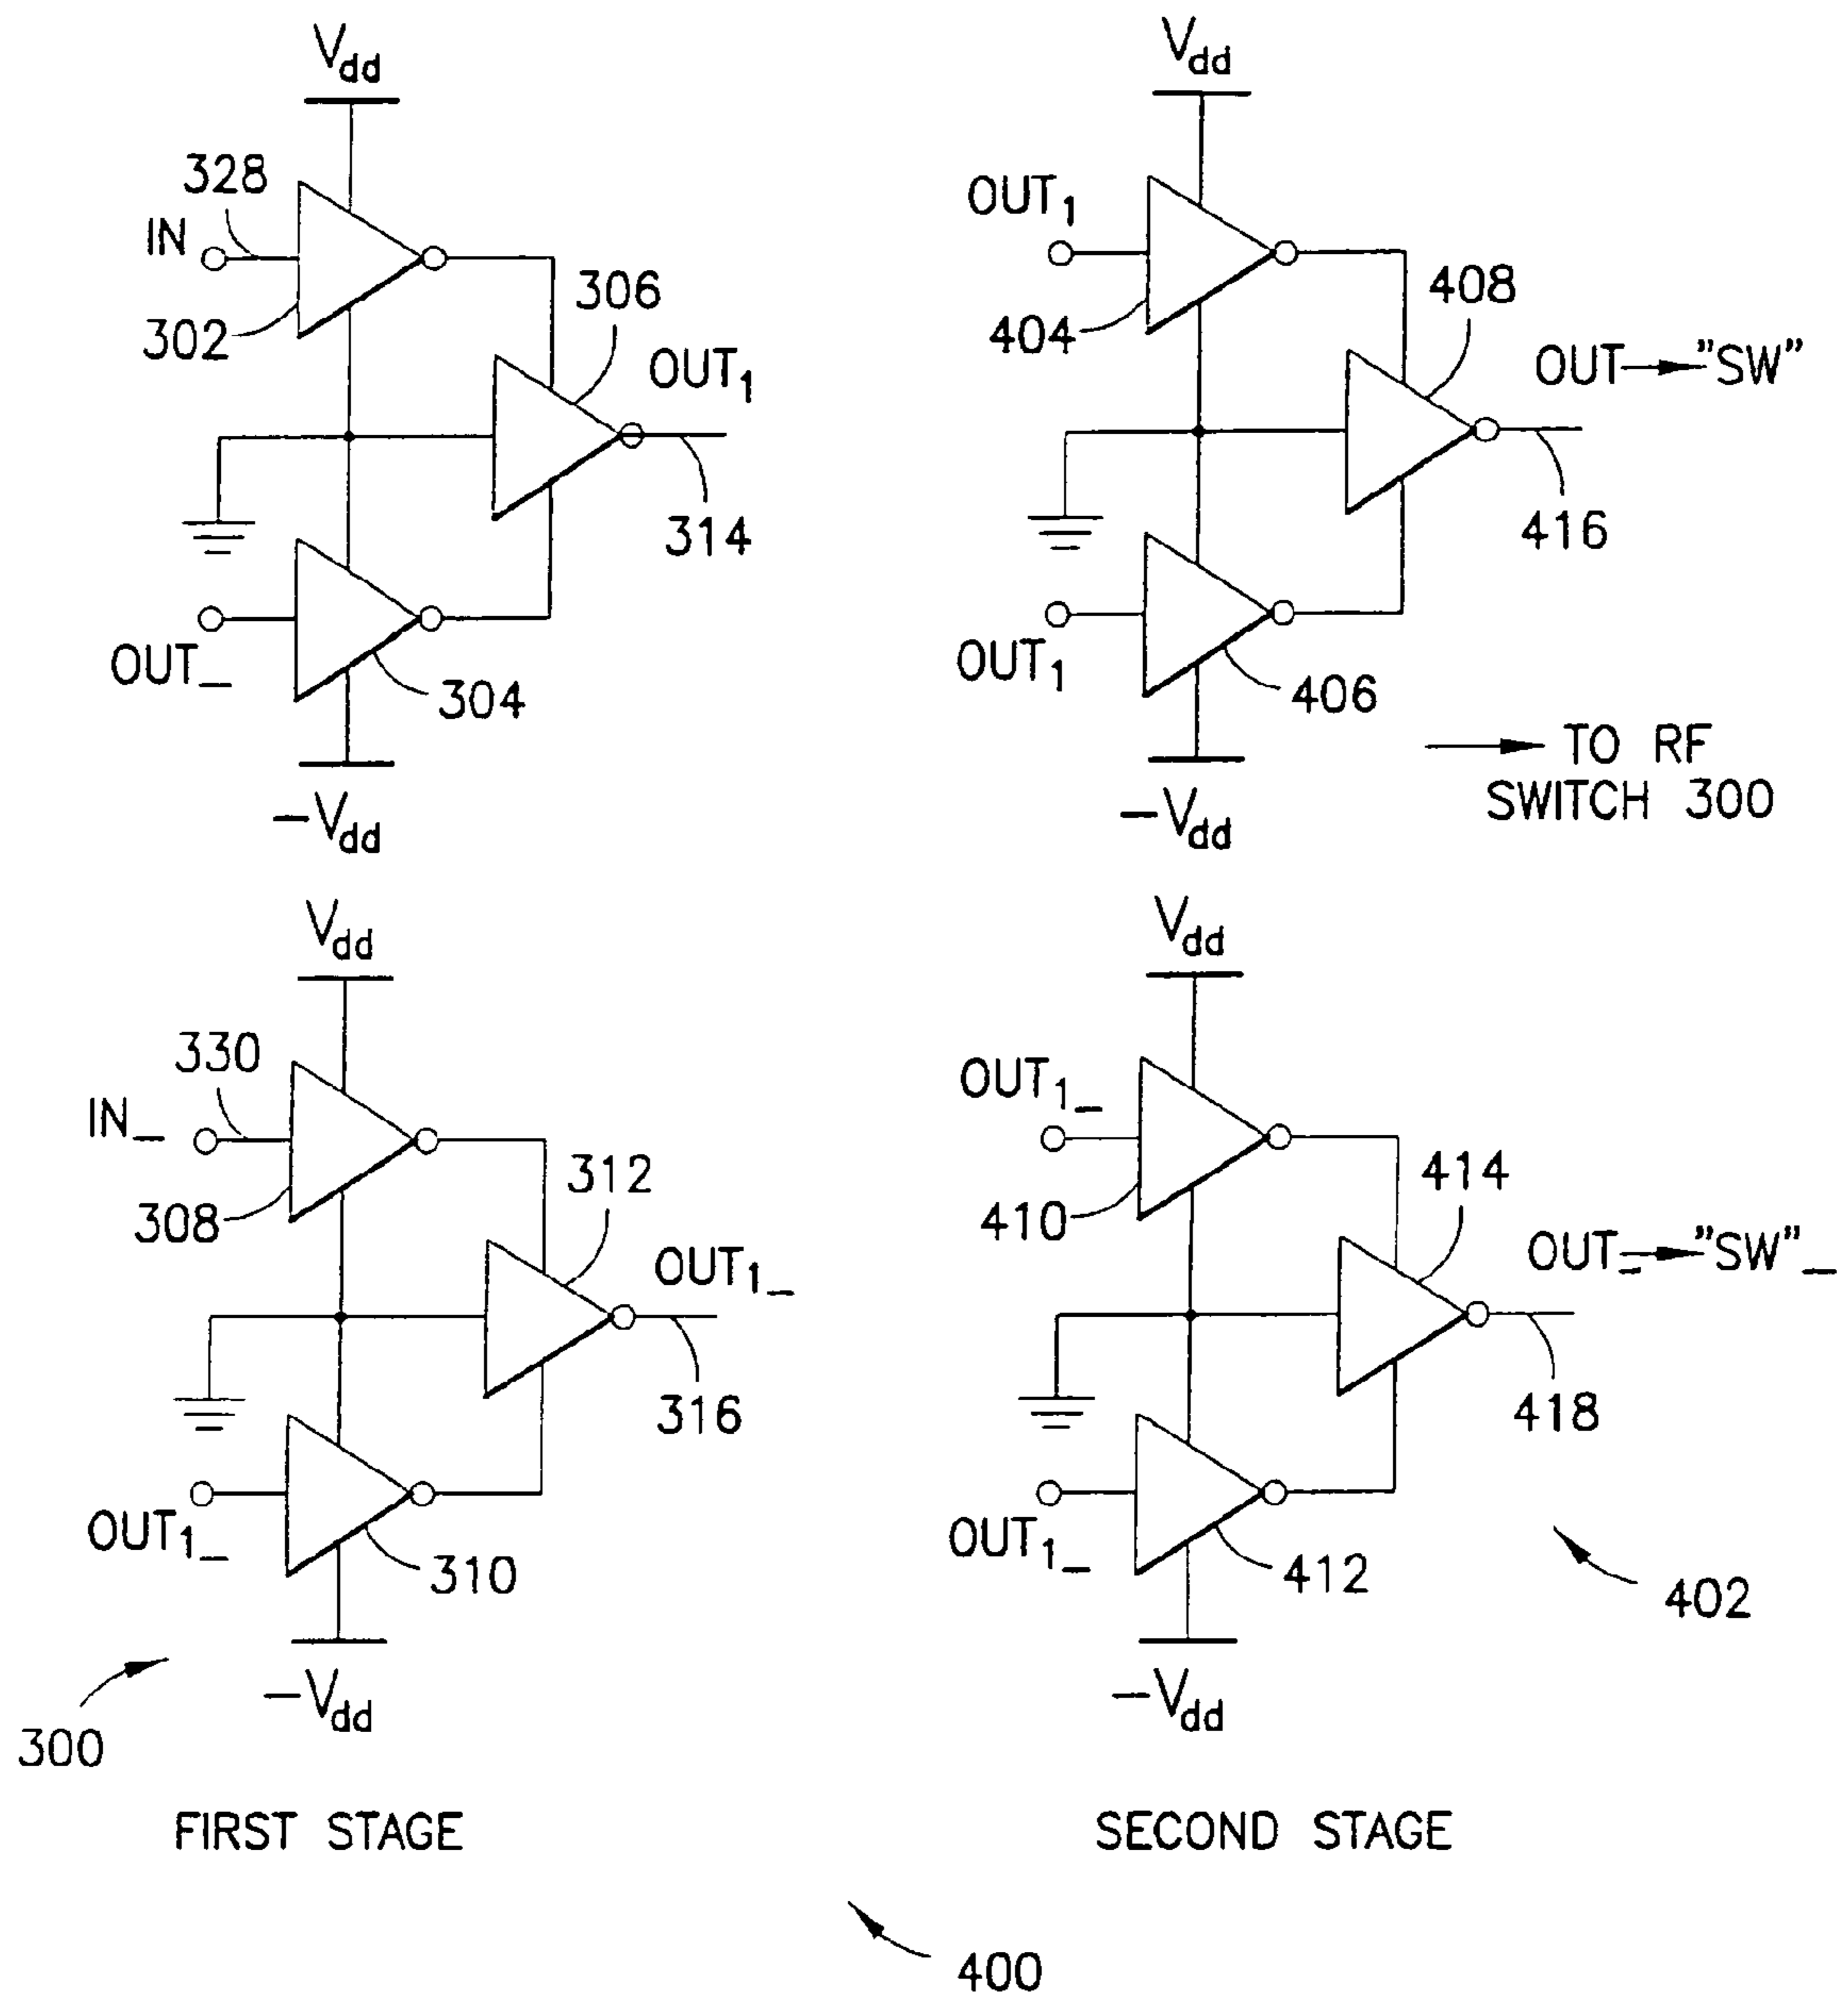 Vdd
328
IN
302
306
OUT1
314
OUT_
304
-Vdd
Vdd
OUT1
404
408
OUT→"SW"
416
OUT1
406
→ TO RF
SWITCH 300
-Vdd
Vdd
330
IN_
308
312
OUT1_
316
OUT1_
310
-Vdd
300
FIRST STAGE
Vdd
OUT1_
410
414
OUT_→"SW"_
418
OUT1_
412
402
-Vdd
SECOND STAGE
400